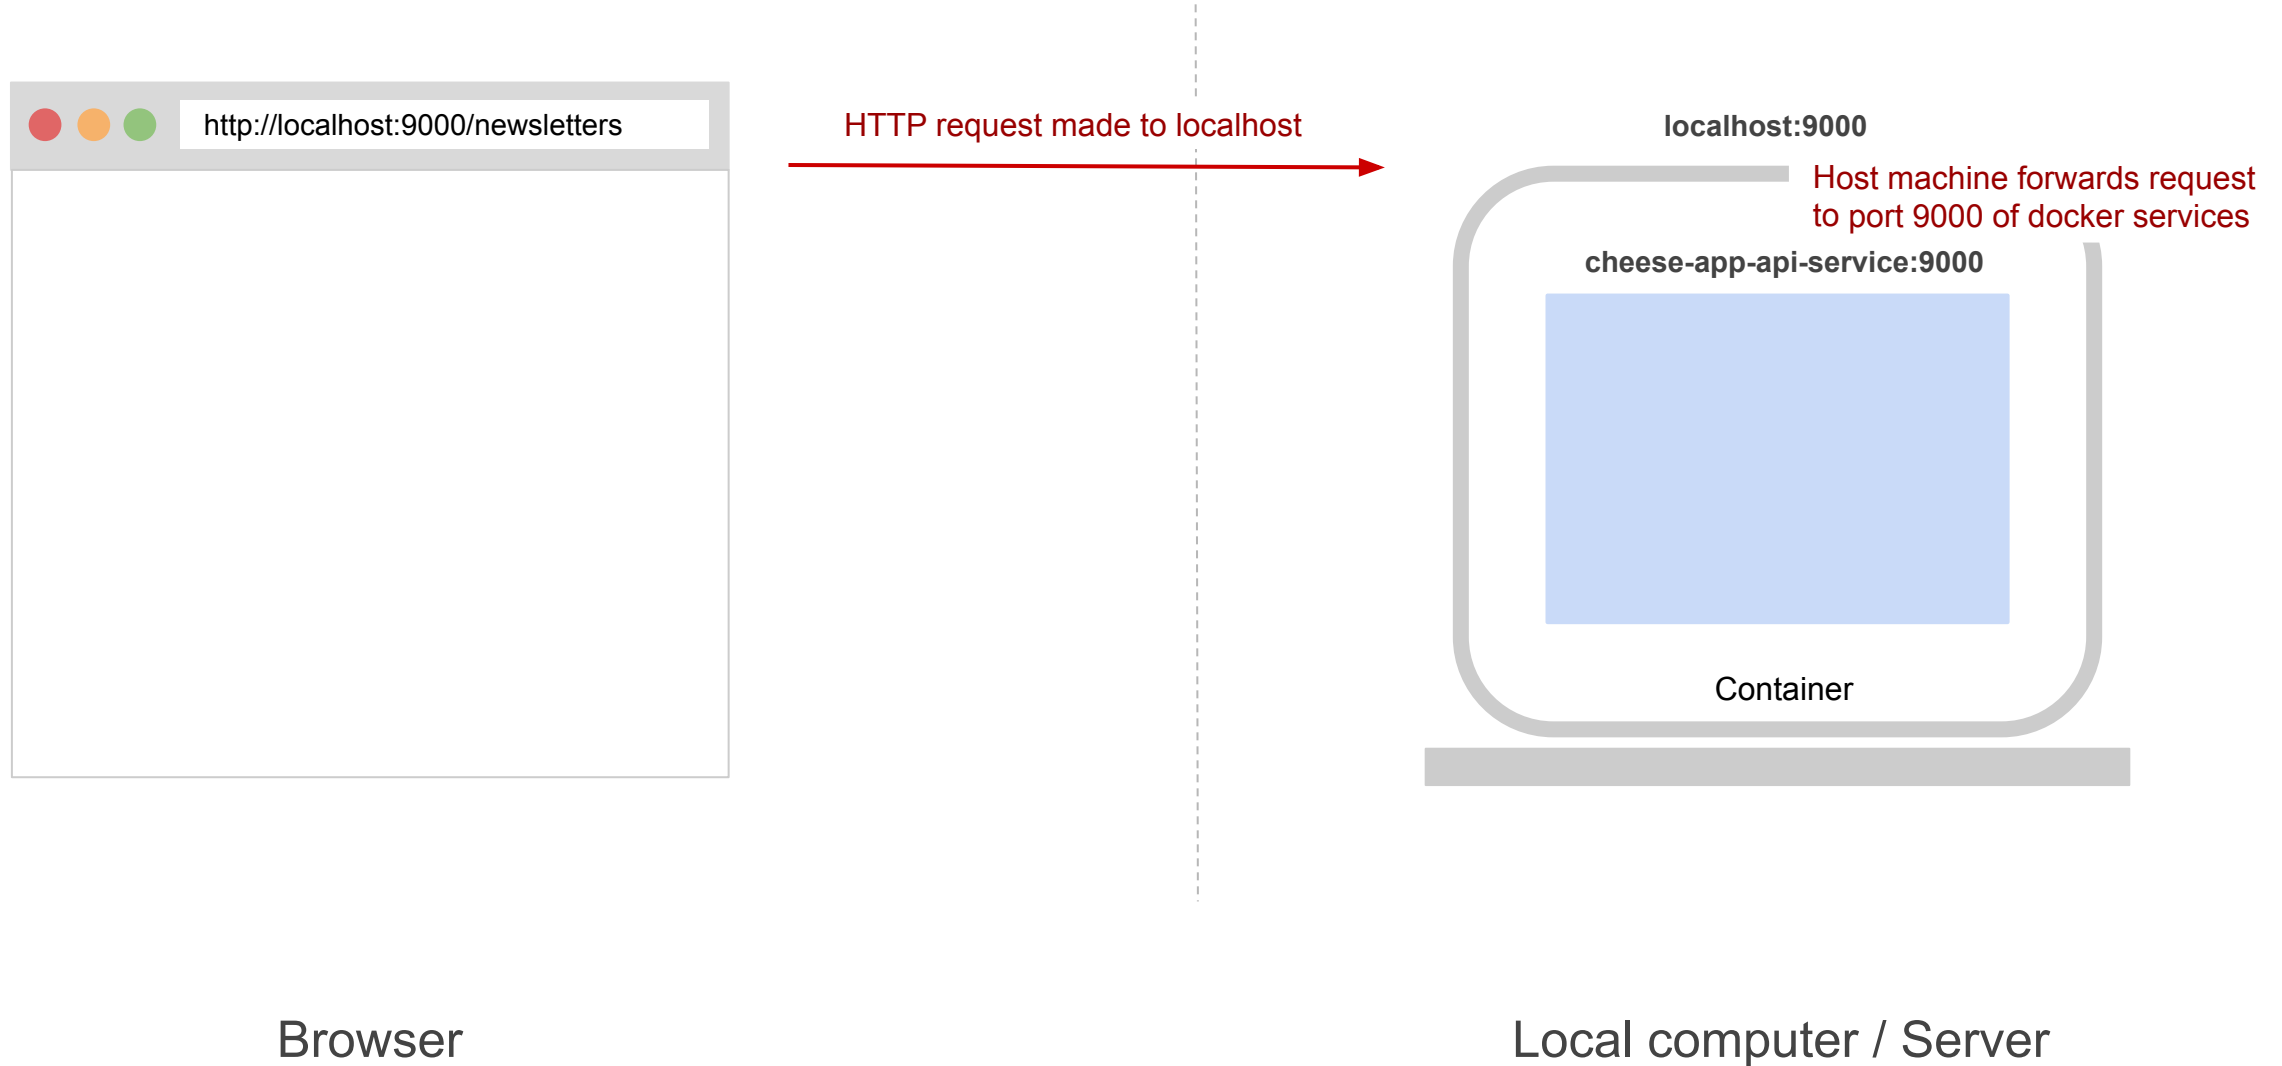 http://localhost:9000/newsletters
HTTP request made to localhost
localhost:9000
Host machine forwards request
to port 9000 of docker services
cheese-app-api-service:9000
Container
Browser
Local computer / Server